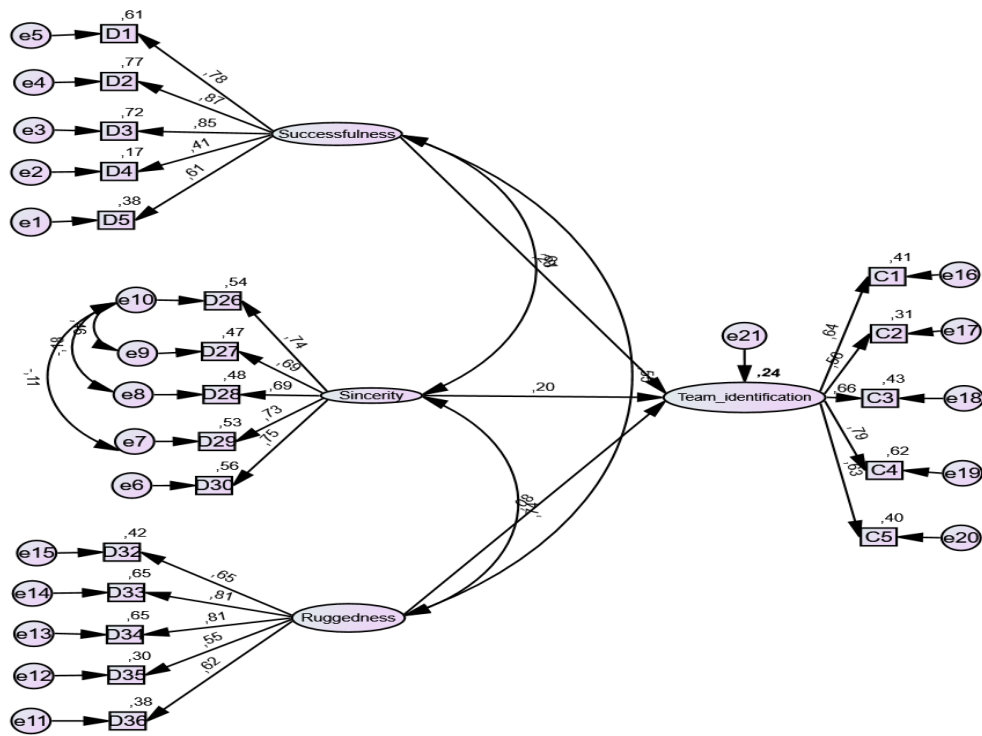 ,61
e5 D1
,78
,77
e4 D2
,87
,72
e3 D3
,85
Successfulness
,17
e2 D4
,41
,61
,38
e1 D5
,54
e10 D26
,74
,47
e9 D27
,69
,48
e8 D28
,69
-,11
,53
e7 D29
,73
,75
,56
e6 D30
Sincerity
,20
e21
,24
Team_identification
,41
C1 e16
,64
,31
C2 e17
,43
,66
C3 e18
,79
,62
C4 e19
,63
,40
C5 e20
,42
e15 D32
,65
,65
e14 D33
,81
,65
e13 D34
,81
Ruggedness
,30
e12 D35
,55
,62
,38
e11 D36